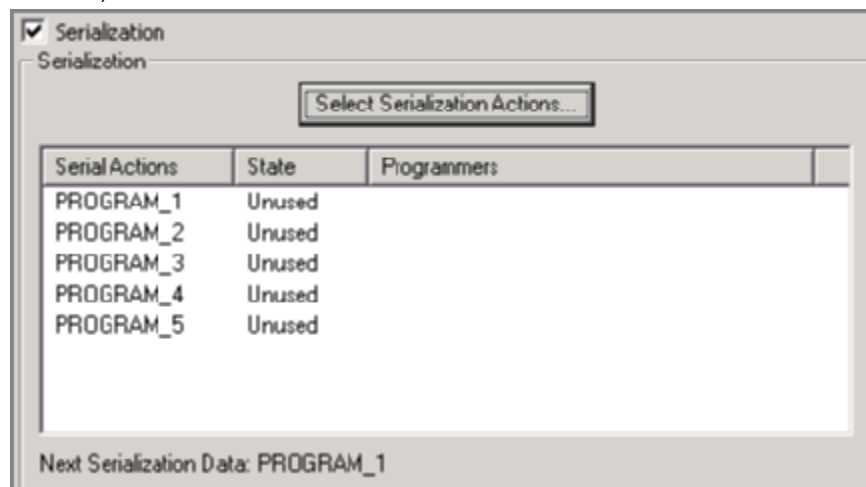 Serialization
Serialization
Select Serialization Actions...
Serial Actions State Programmers
PROGRAM_1 Unused
PROGRAM_2 Unused
PROGRAM_3 Unused
PROGRAM_4 Unused
PROGRAM_5 Unused
Next Serialization Data: PROGRAM_1